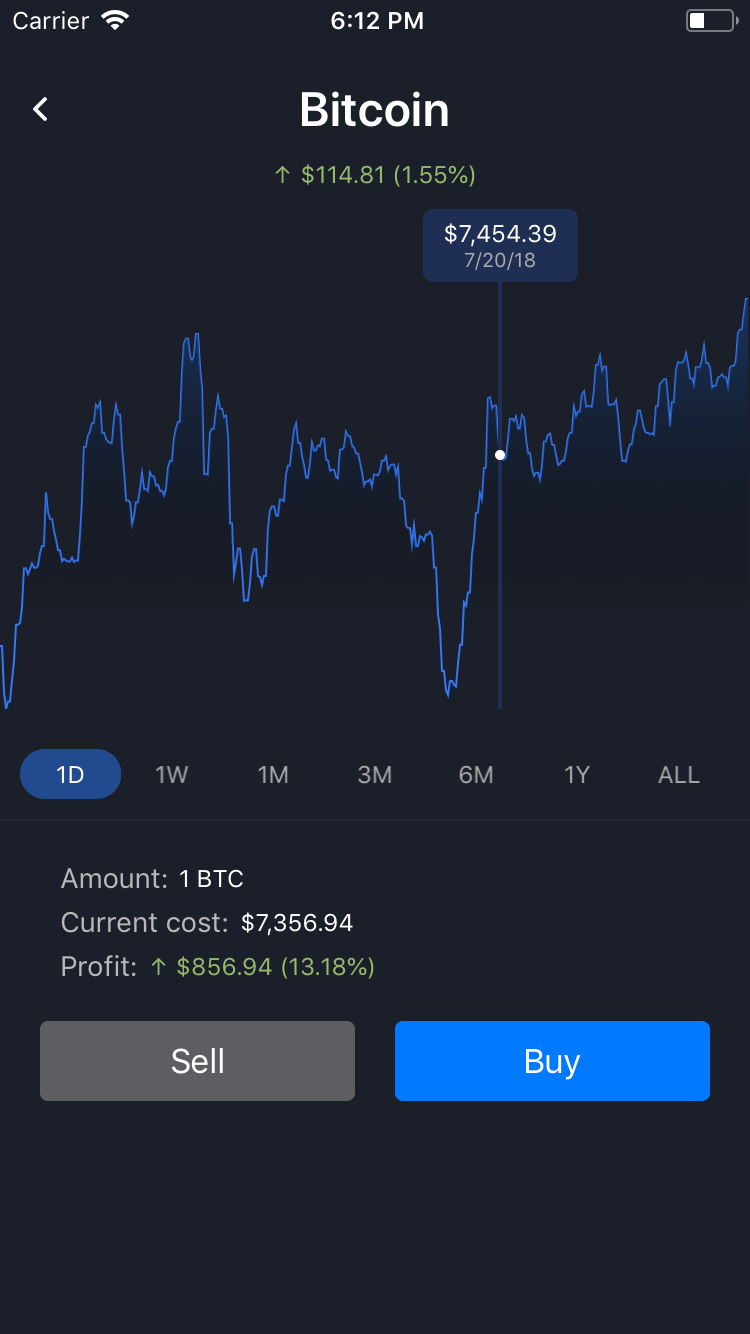 Carrier 6:12 PM
Bitcoin
↑ $114.81 (1.55%)
$7,454.39
7/20/18
1D 1W 1M 3M 6M 1Y ALL
Amount: 1 BTC
Current cost: $7,356.94
Profit: ↑ $856.94 (13.18%)
Sell Buy